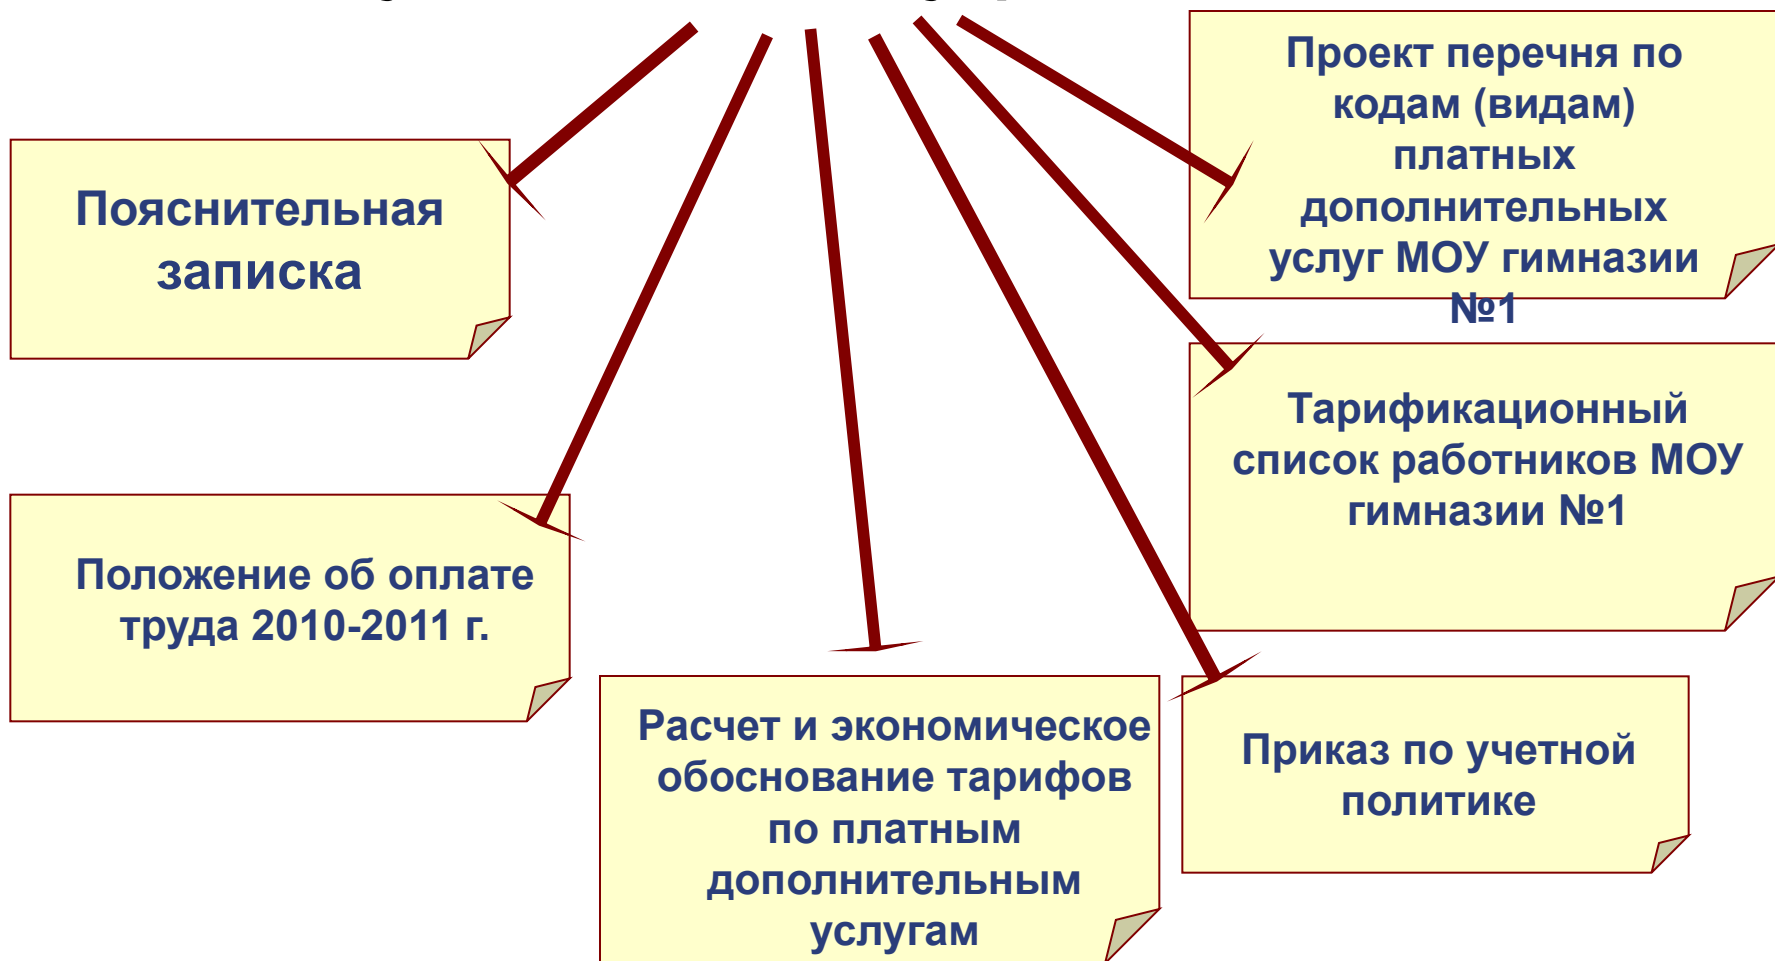 Пояснительная
записка
Положение об оплате
труда 2010-2011 г.
Расчет и экономическое
обоснование тарифов
по платным
дополнительным
услугам
Приказ по учетной
политике
Тарификационный
список работников МОУ
гимназии №1
Проект перечня по
кодам (видам)
платных
дополнительных
услуг МОУ гимназии
№1